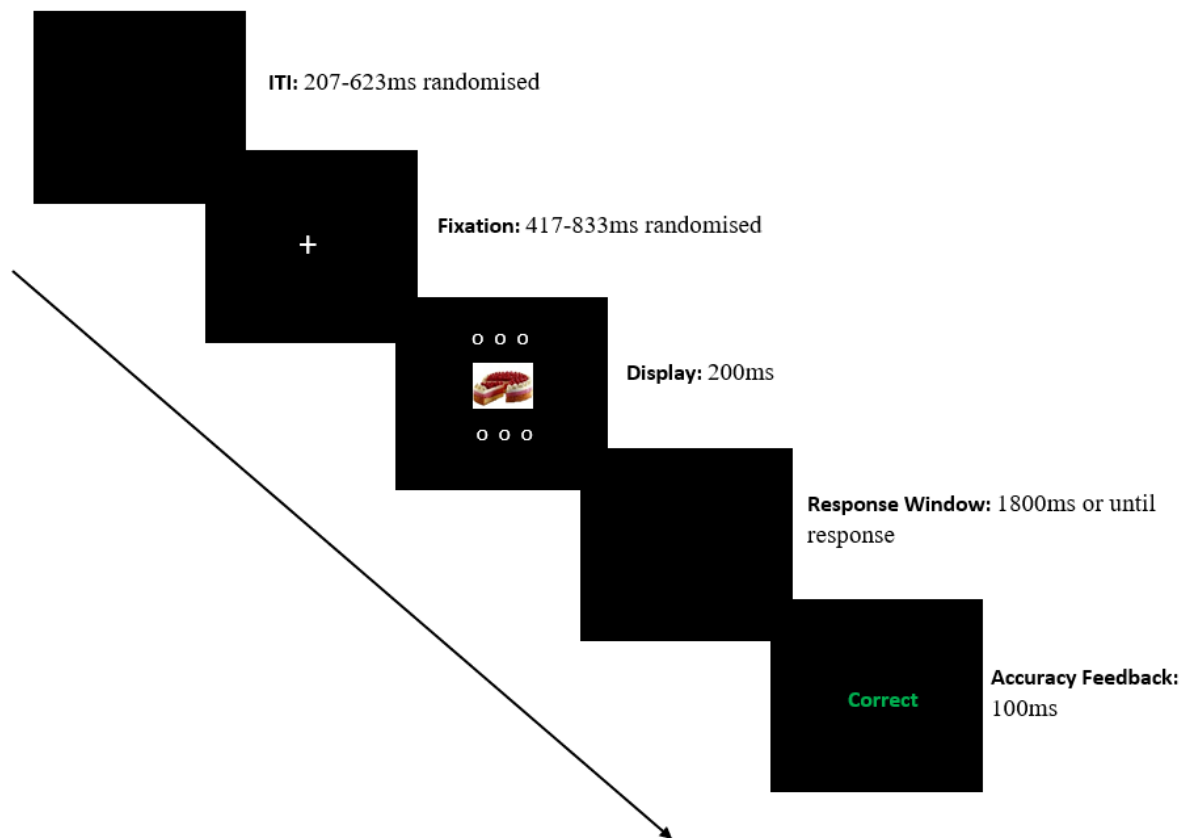 ITI: 207-623ms randomised
+
Fixation: 417-833ms randomised
o o o
Display: 200ms
o o o
Response Window: 1800ms or until
response
Accuracy Feedback:
Correct
100ms